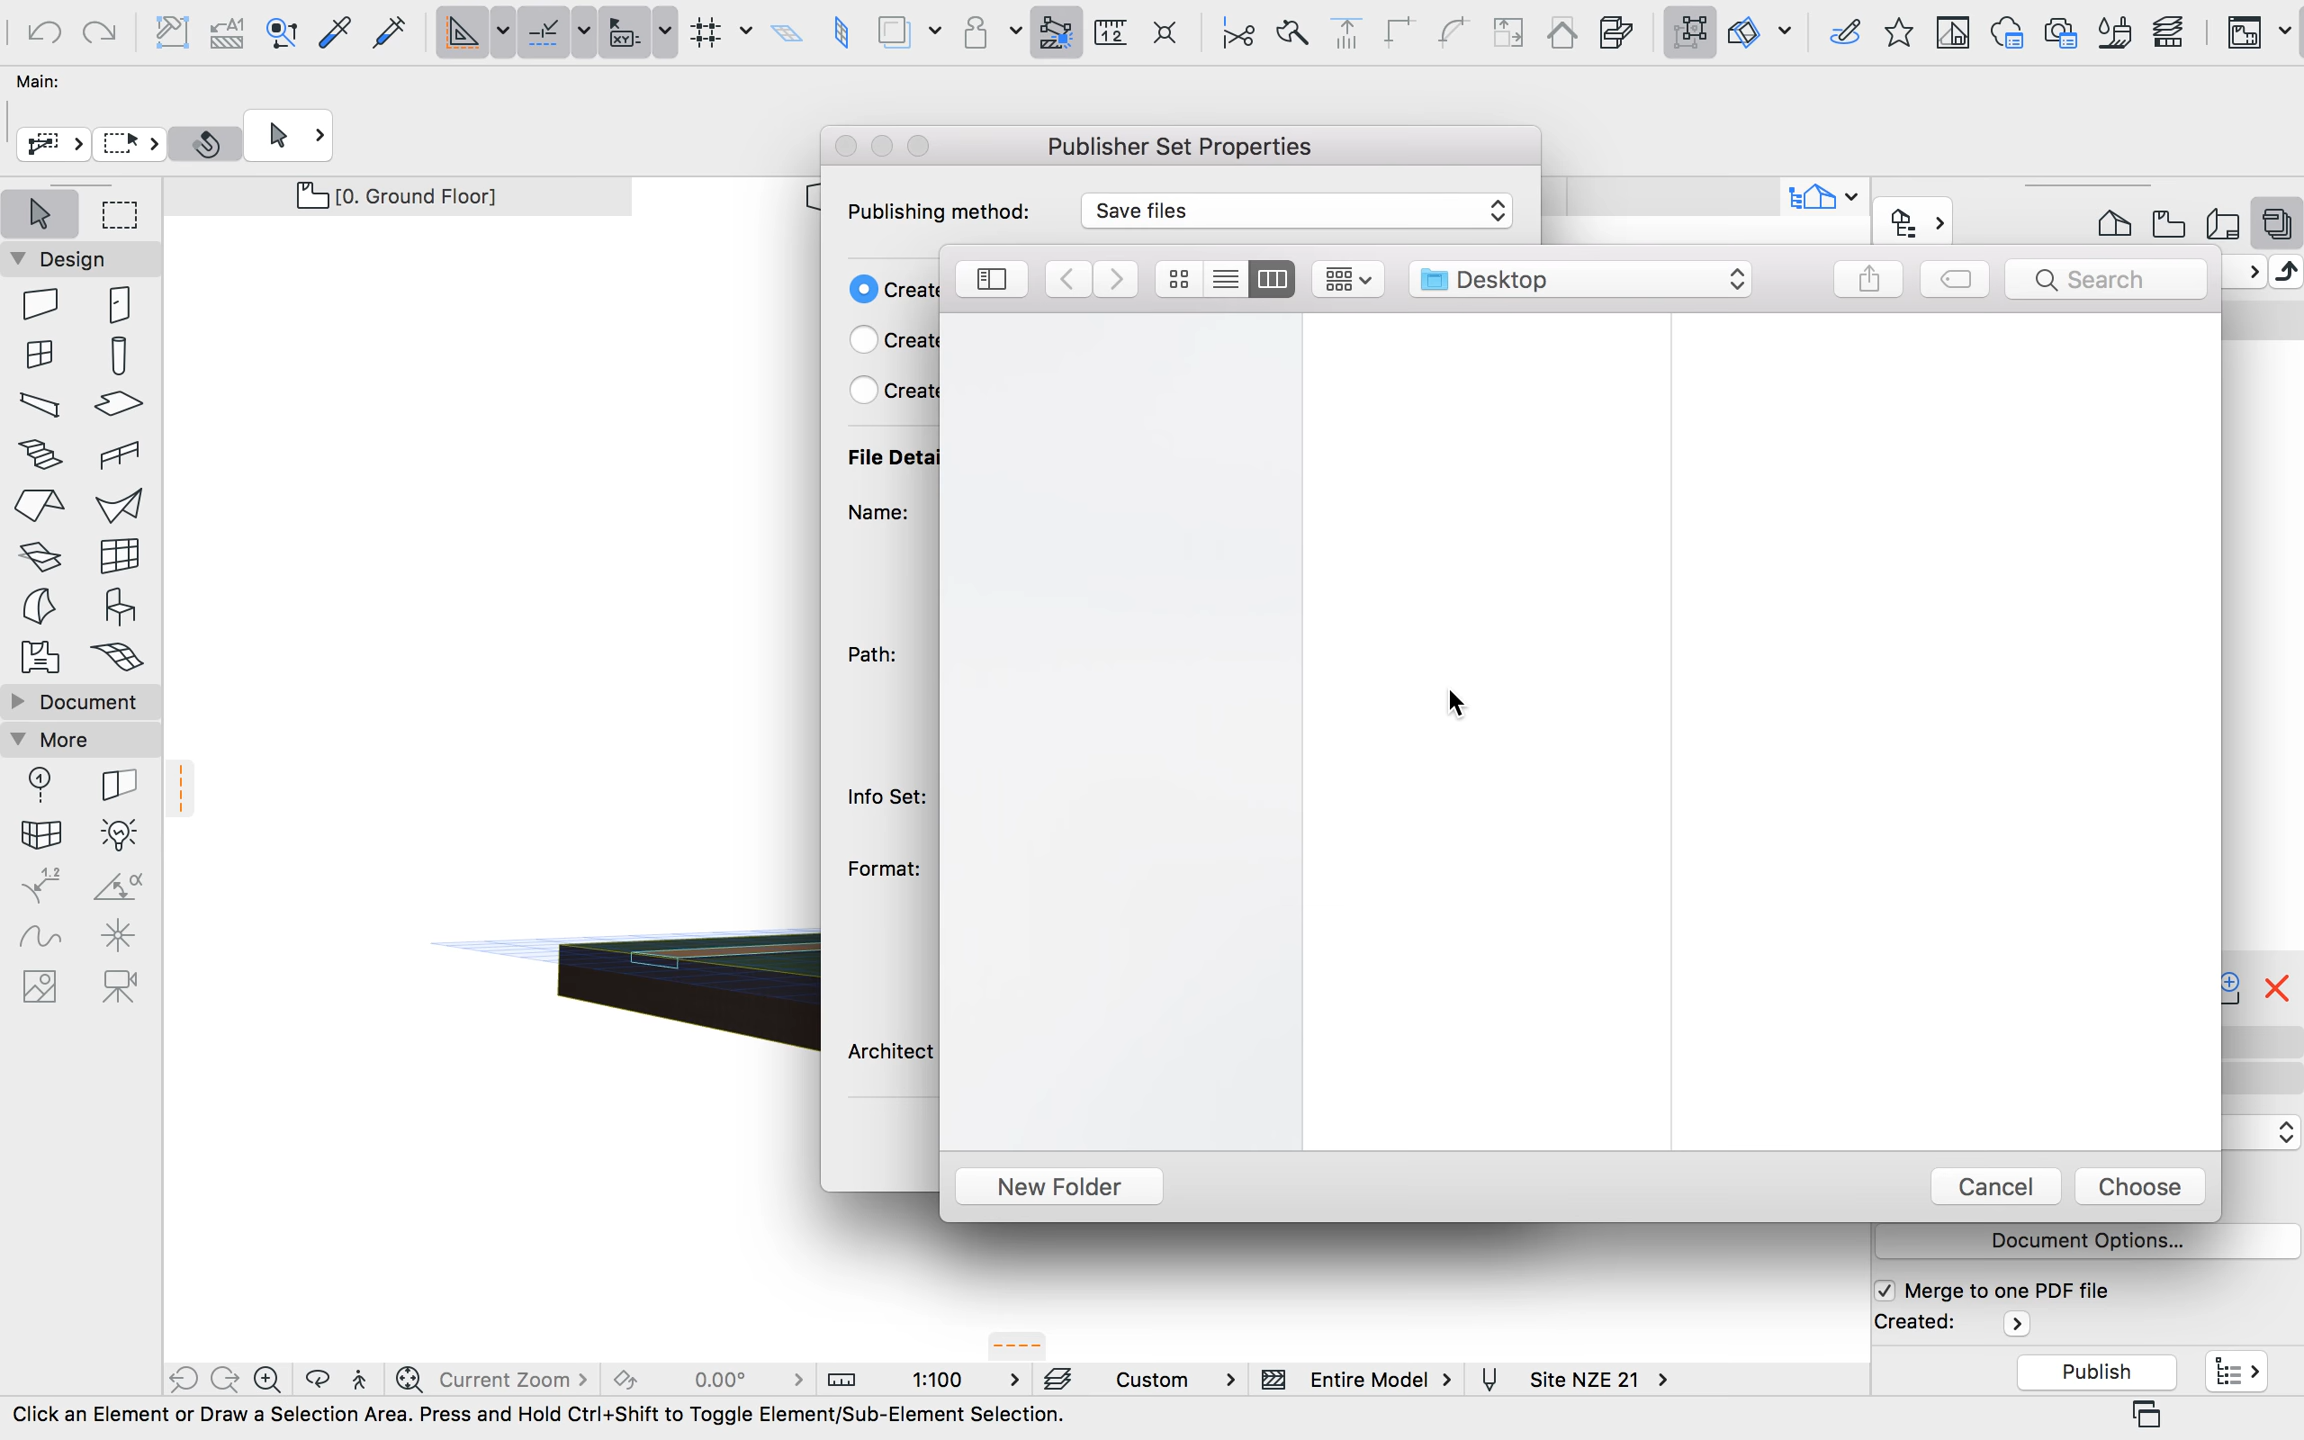 Main:
[0. Ground Floor]
Publisher Set Properties
Publishing method:
Save files
Create
Create
Create
Desktop
Search
File Detai
Name:
Path:
Info Set:
Format:
Architect
New Folder
Cancel
Choose
Design
Document
More
Document Options...
Merge to one PDF file
Created:
Publish
Current Zoom
0.00°
1:100
Custom
Entire Model
Site NZE 21
Click an Element or Draw a Selection Area. Press and Hold Ctrl+Shift to Toggle Element/Sub-Element Selection.